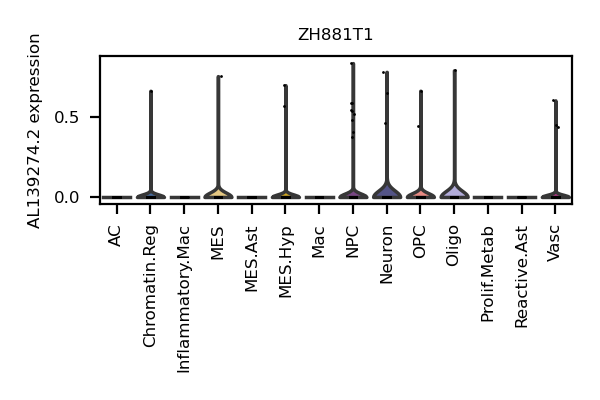 ZH881T1
AL139274.2 expression
0.5
0.0
AC
Chromatin.Reg
Inflammatory.Mac
MES
MES.Ast
MES.Hyp
Mac
NPC
Neuron
OPC
Oligo
Prolif.Metab
Reactive.Ast
Vasc